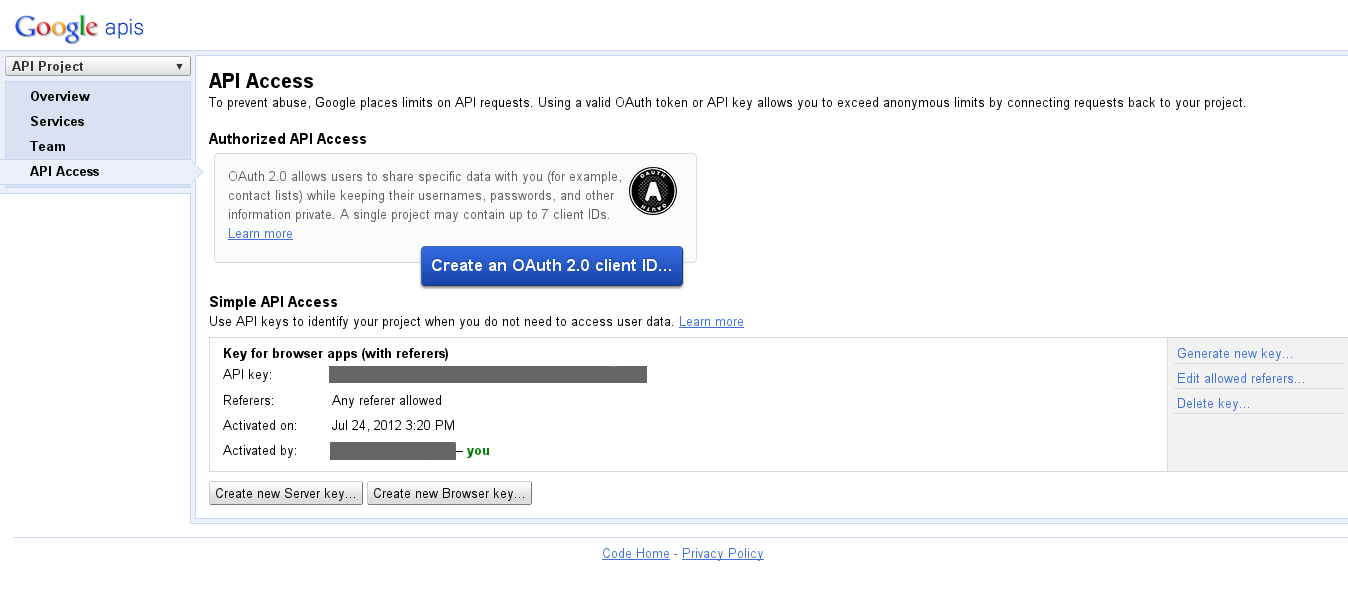 Google apis
API Project ▼
Overview
Services
Team
API Access
API Access
To prevent abuse, Google places limits on API requests. Using a valid OAuth token or API key allows you to exceed anonymous limits by connecting requests back to your project.
Authorized API Access
OAuth 2.0 allows users to share specific data with you (for example,
contact lists) while keeping their usernames, passwords, and other
information private. A single project may contain up to 7 client IDs.
Learn more
OAUTH
A
OAUTH
Create an OAuth 2.0 client ID...
Simple API Access
Use API keys to identify your project when you do not need to access user data. Learn more
Key for browser apps (with referers)
API key:
Referers: Any referer allowed
Activated on: Jul 24, 2012 3:20 PM
Activated by: – you
Generate new key...
Edit allowed referers...
Delete key...
Create new Server key... Create new Browser key...
Code Home - Privacy Policy